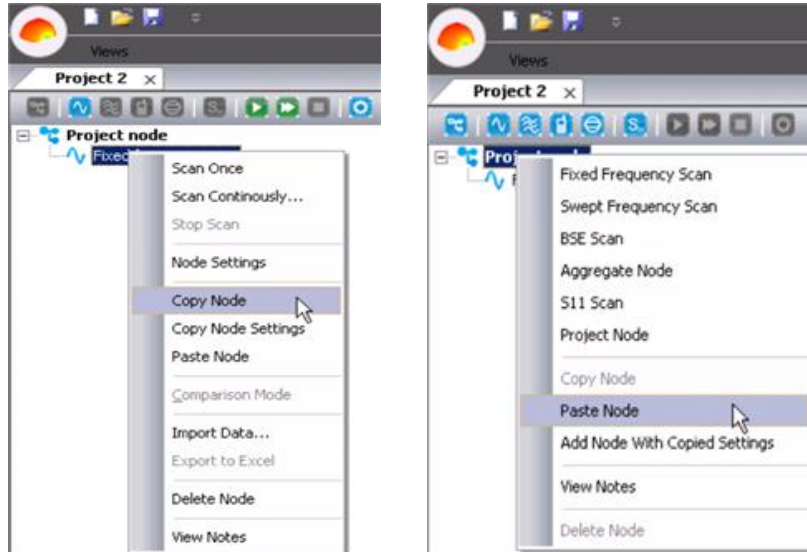 Views
Project 2
Project node
Fixed
Scan Once
Scan Continously...
Stop Scan
Node Settings
Copy Node
Copy Node Settings
Paste Node
Comparison Mode
Import Data...
Export to Excel
Delete Node
View Notes
Views
Project 2
Fixed Frequency Scan
Swept Frequency Scan
BSE Scan
Aggregate Node
S11 Scan
Project Node
Copy Node
Paste Node
Add Node With Copied Settings
View Notes
Delete Node